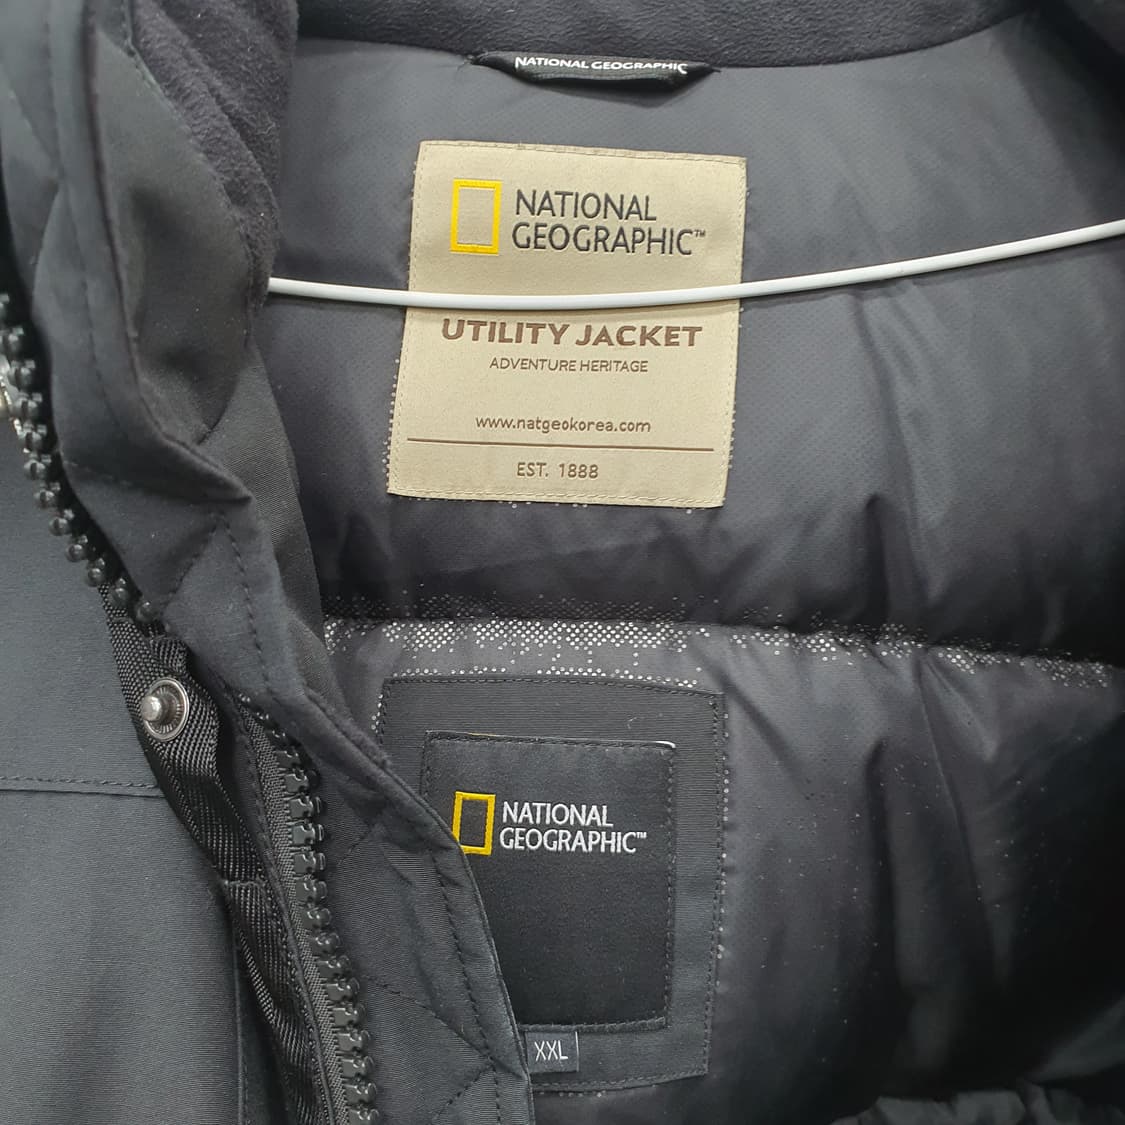 NATIONAL GEOGRAPHIC
NATIONAL
GEOGRAPHIC™
UTILITY JACKET
ADVENTURE HERITAGE
www.natgeokorea.com
EST. 1888
NATIONAL
GEOGRAPHIC™
XXL